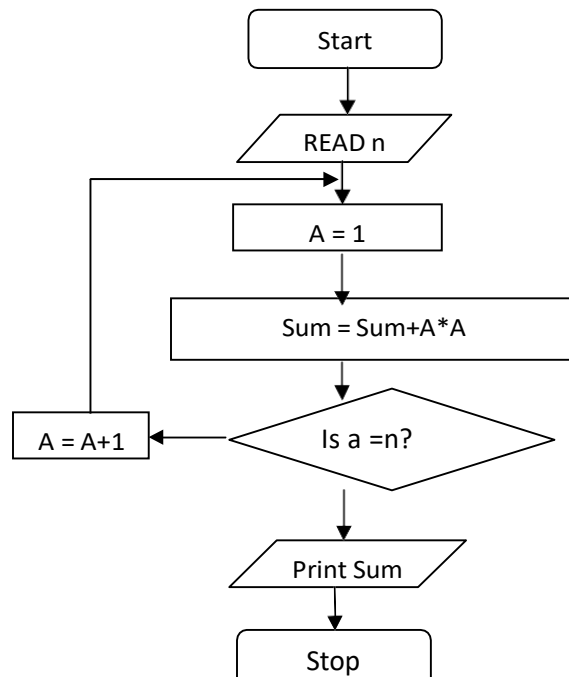 Start
READ n
A = 1
Sum = Sum+A*A
A = A+1
Is a =n?
Print Sum
Stop